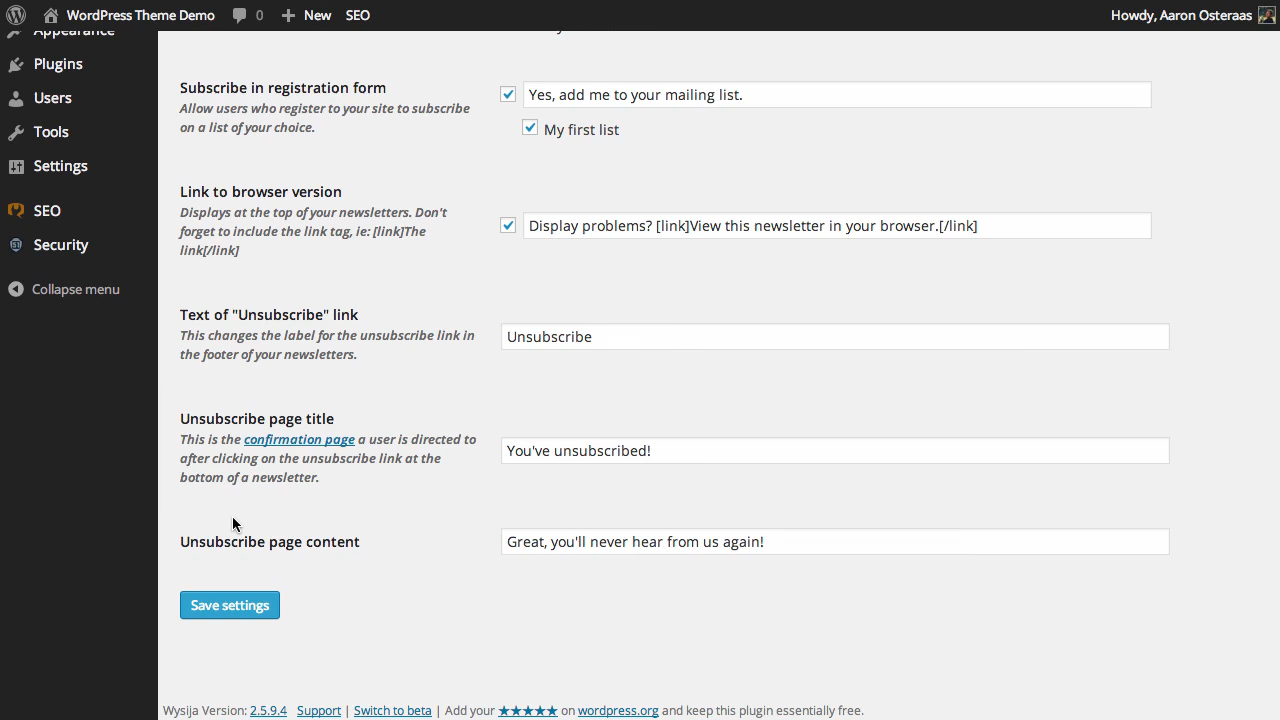 WordPress Theme Demo 0 New SEO Howdy, Aaron Osteraas
Appearance
Plugins
Users
Tools
Settings
SEO
Security
Collapse menu
Subscribe in registration form
Allow users who register to your site to subscribe
on a list of your choice.
Yes, add me to your mailing list.
My first list
Link to browser version
Displays at the top of your newsletters. Don't
forget to include the link tag, ie: [link]The
link[/link]
Display problems? [link]View this newsletter in your browser.[/link]
Text of "Unsubscribe" link
This changes the label for the unsubscribe link in
the footer of your newsletters.
Unsubscribe
Unsubscribe page title
This is the confirmation page a user is directed to
after clicking on the unsubscribe link at the
bottom of a newsletter.
You've unsubscribed!
Unsubscribe page content
Great, you'll never hear from us again!
Save settings
Wysija Version: 2.5.9.4 Support | Switch to beta | Add your ★★★★★ on wordpress.org and keep this plugin essentially free.